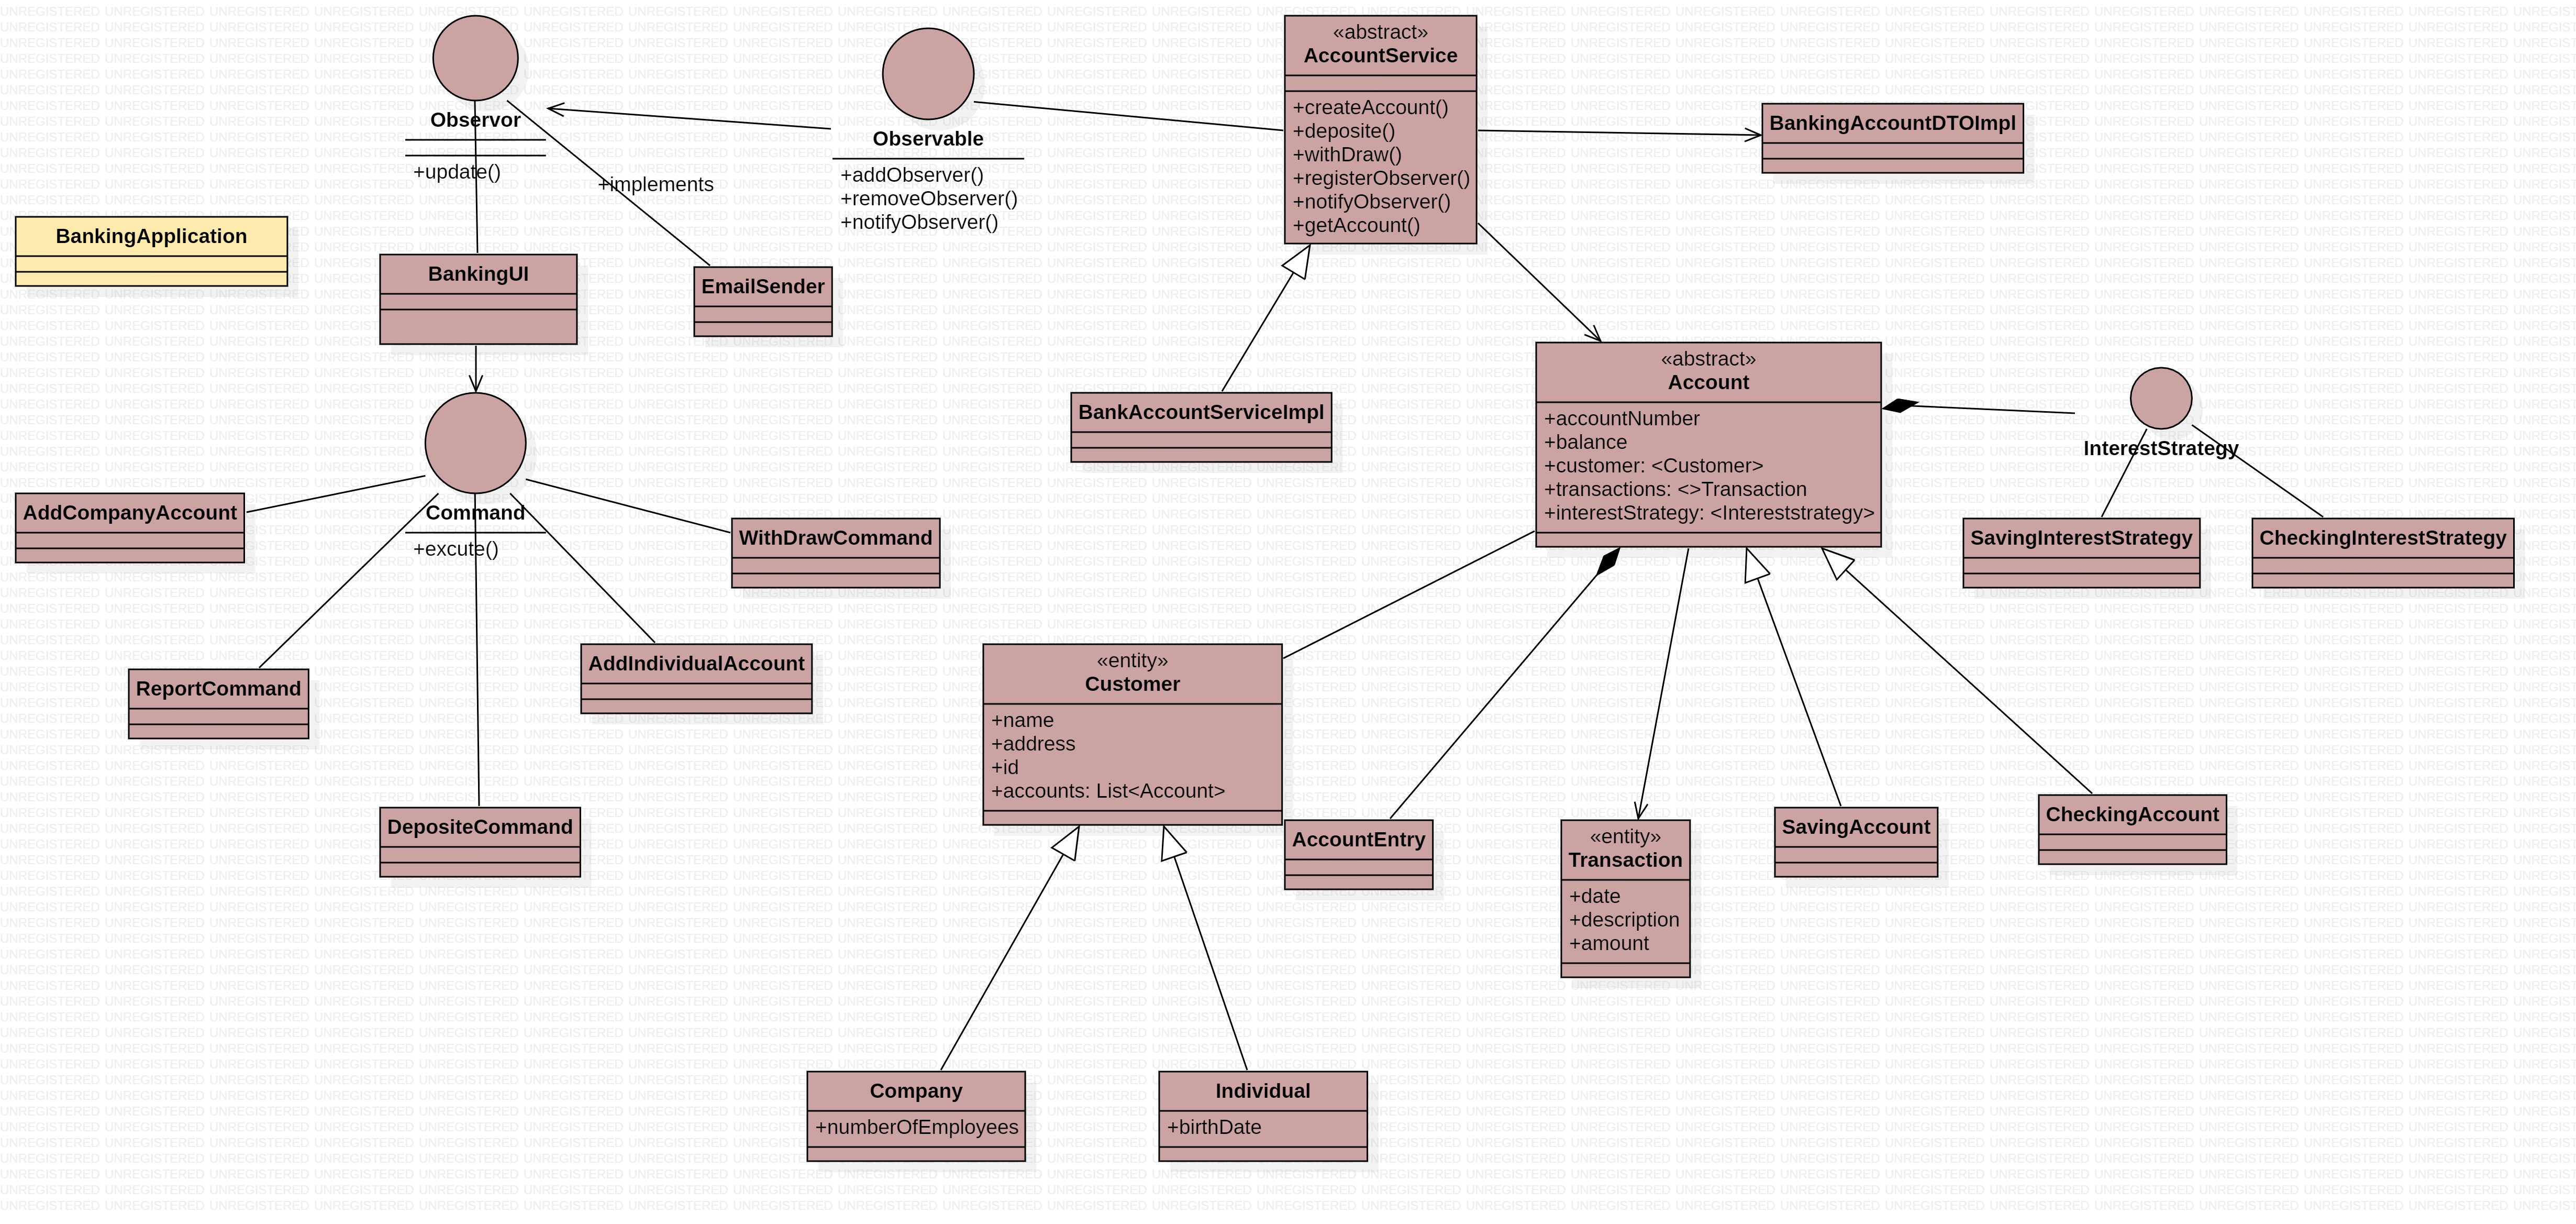 Observor
+update()
+implements
Observable
+addObserver()
+removeObserver()
+notifyObserver()
«abstract»
AccountService
+createAccount()
+deposite()
+withDraw()
+registerObserver()
+notifyObserver()
+getAccount()
BankingAccountDTOImpl
BankingApplication
BankingUI
EmailSender
BankAccountServiceImpl
«abstract»
Account
+accountNumber
+balance
+customer: <Customer>
+transactions: <>Transaction
+interestStrategy: <Intereststrategy>
InterestStrategy
SavingInterestStrategy
CheckingInterestStrategy
Command
+excute()
AddCompanyAccount
WithDrawCommand
ReportCommand
AddIndividualAccount
DepositeCommand
«entity»
Customer
+name
+address
+id
+accounts: List<Account>
AccountEntry
«entity»
Transaction
+date
+description
+amount
SavingAccount
CheckingAccount
Company
+numberOfEmployees
Individual
+birthDate
UNREGISTERED